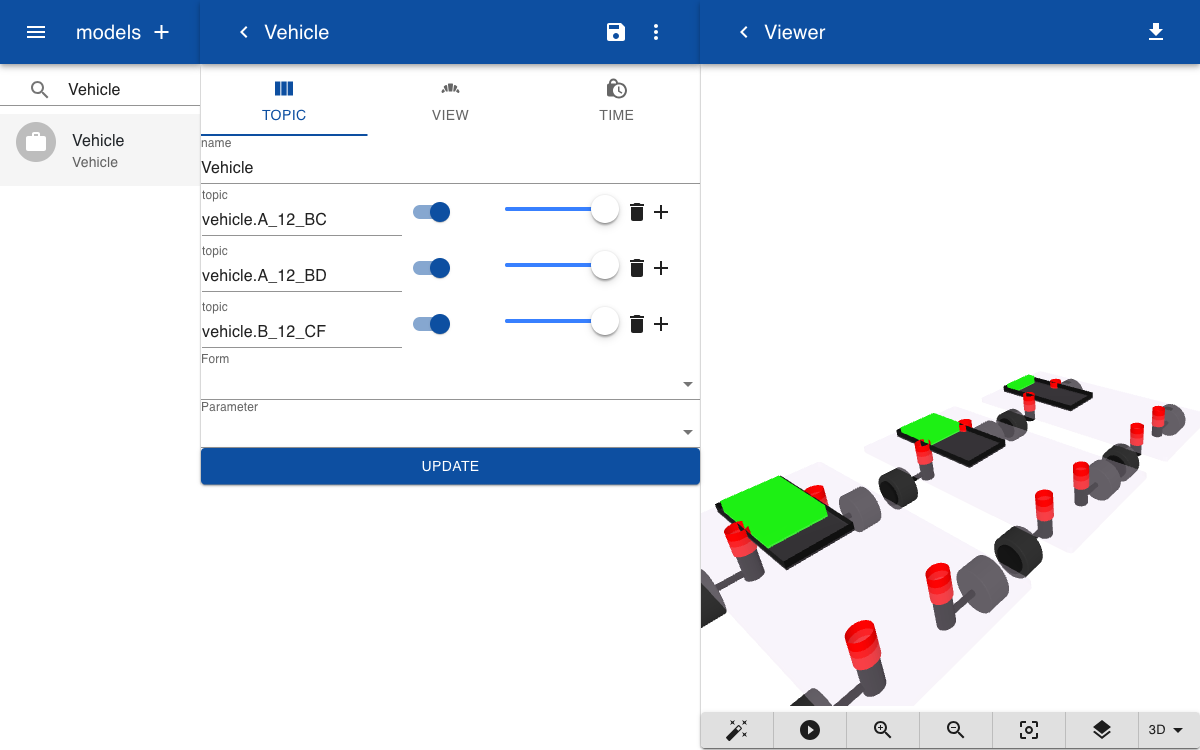 models
Vehicle
Viewer
Vehicle
Vehicle
Vehicle
TOPIC
VIEW
TIME
name
Vehicle
topic
vehicle.A_12_BC
topic
vehicle.A_12_BD
topic
vehicle.B_12_CF
Form
Parameter
UPDATE
3D